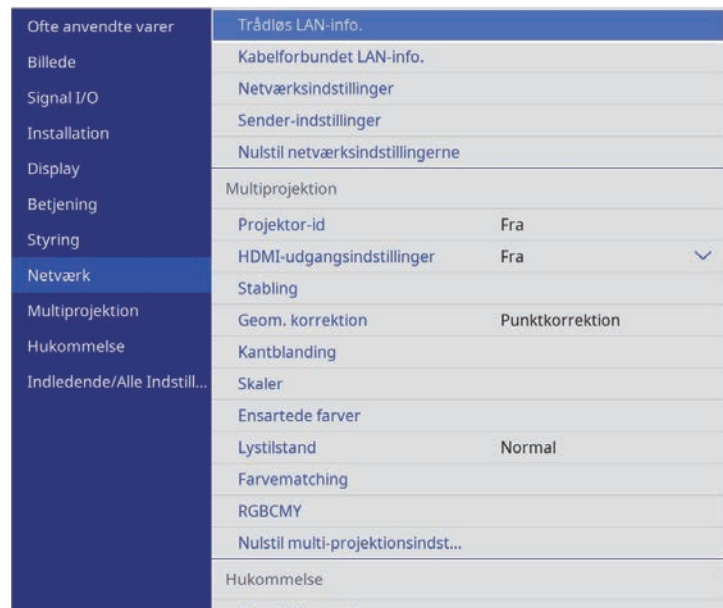 Ofte anvendte varer
Billede
Signal I/O
Installation
Display
Betjening
Styring
Netværk
Multiprojektion
Hukommelse
Indledende/Alle Indstill...
Trådløs LAN-info.
Kabelforbundet LAN-info.
Netværksindstillinger
Sender-indstillinger
Nulstil netværksindstillingerne
Multiprojektion
Projektor-id Fra
HDMI-udgangsindstillinger Fra
Stabling
Geom. korrektion Punktkorrektion
Kantblanding
Skaler
Ensartede farver
Lystilstand Normal
Farvematching
RGBCMY
Nulstil multi-projektionsindst...
Hukommelse